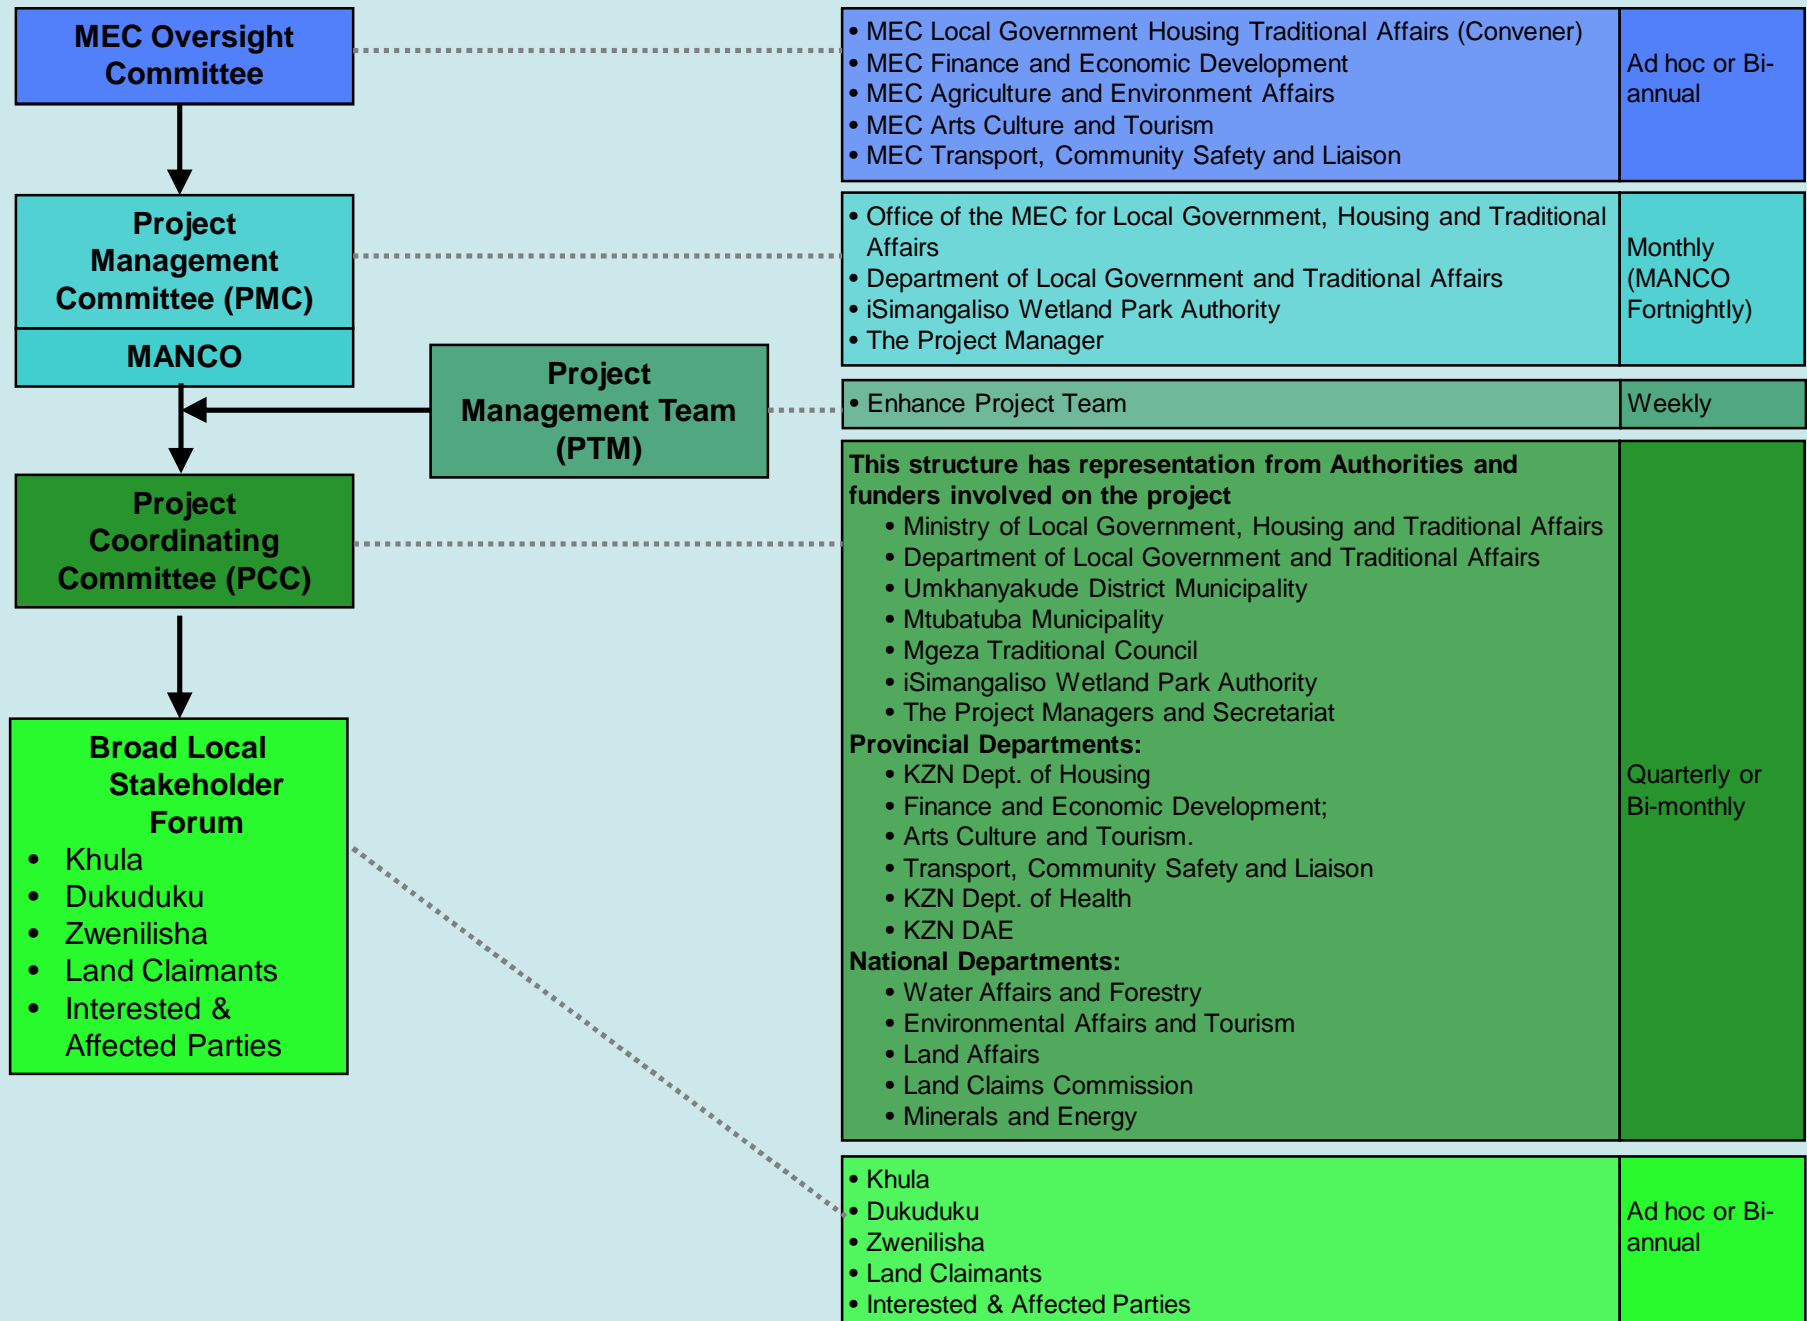 MEC Oversight
Committee
• MEC Local Government Housing Traditional Affairs (Convener)
• MEC Finance and Economic Development
• MEC Agriculture and Environment Affairs
• MEC Arts Culture and Tourism
• MEC Transport, Community Safety and Liaison
Ad hoc or Bi-
annual
Project
Management
Committee (PMC)
MANCO
• Office of the MEC for Local Government, Housing and Traditional
Affairs
• Department of Local Government and Traditional Affairs
• iSimangaliso Wetland Park Authority
• The Project Manager
Monthly
(MANCO
Fortnightly)
Project
Management Team
(PTM)
• Enhance Project Team
Weekly
Project
Coordinating
Committee (PCC)
This structure has representation from Authorities and
funders involved on the project
• Ministry of Local Government, Housing and Traditional Affairs
• Department of Local Government and Traditional Affairs
• Umkhanyakude District Municipality
• Mtubatuba Municipality
• Mgeza Traditional Council
• iSimangaliso Wetland Park Authority
• The Project Managers and Secretariat
Provincial Departments:
• KZN Dept. of Housing
• Finance and Economic Development;
• Arts Culture and Tourism.
• Transport, Community Safety and Liaison
• KZN Dept. of Health
• KZN DAE
National Departments:
• Water Affairs and Forestry
• Environmental Affairs and Tourism
• Land Affairs
• Land Claims Commission
• Minerals and Energy
Quarterly or
Bi-monthly
Broad Local
Stakeholder
Forum
• Khula
• Dukuduku
• Zwenilisha
• Land Claimants
• Interested &
Affected Parties
• Khula
• Dukuduku
• Zwenilisha
• Land Claimants
• Interested & Affected Parties
Ad hoc or Bi-
annual